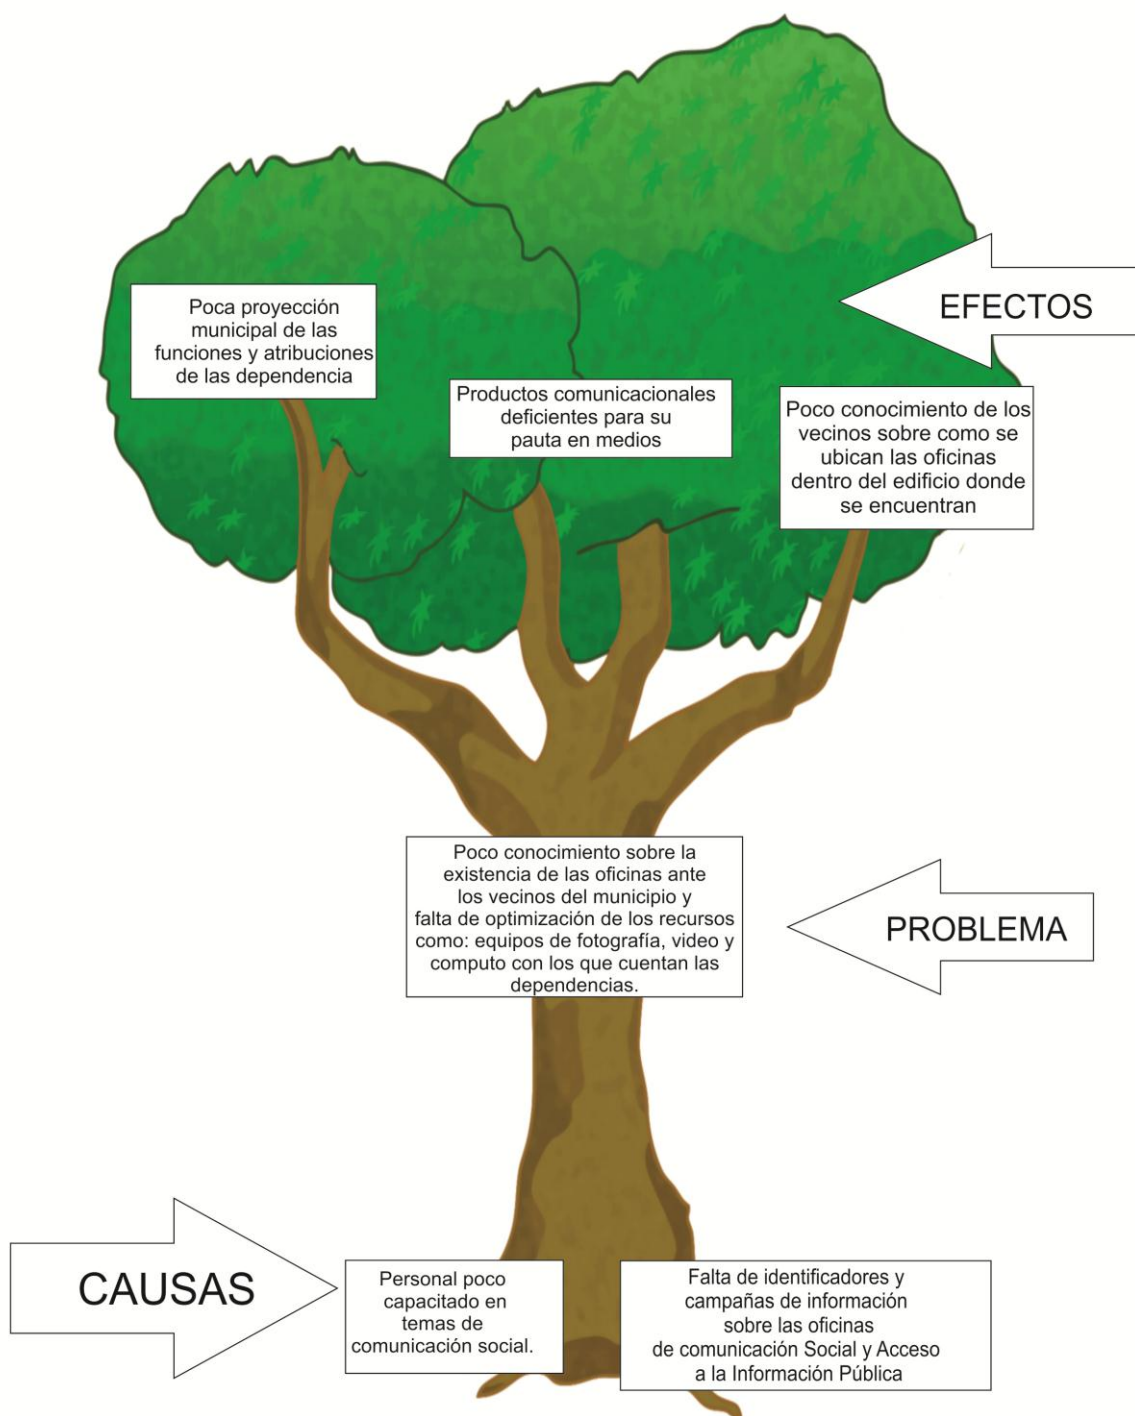 Poca proyección
municipal de las
funciones y atribuciones
de las dependencia
EFECTOS
Productos comunicacionales
deficientes para su
pauta en medios
Poco conocimiento de los
vecinos sobre como se
ubican las oficinas
dentro del edificio donde
se encuentran
Poco conocimiento sobre la
existencia de las oficinas ante
los vecinos del municipio y
falta de optimización de los recursos
como: equipos de fotografía, video y
computo con los que cuentan las
dependencias.
PROBLEMA
CAUSAS
Personal poco
capacitado en
temas de
comunicación social.
Falta de identificadores y
campañas de información
sobre las oficinas
de comunicación Social y Acceso
a la Información Pública